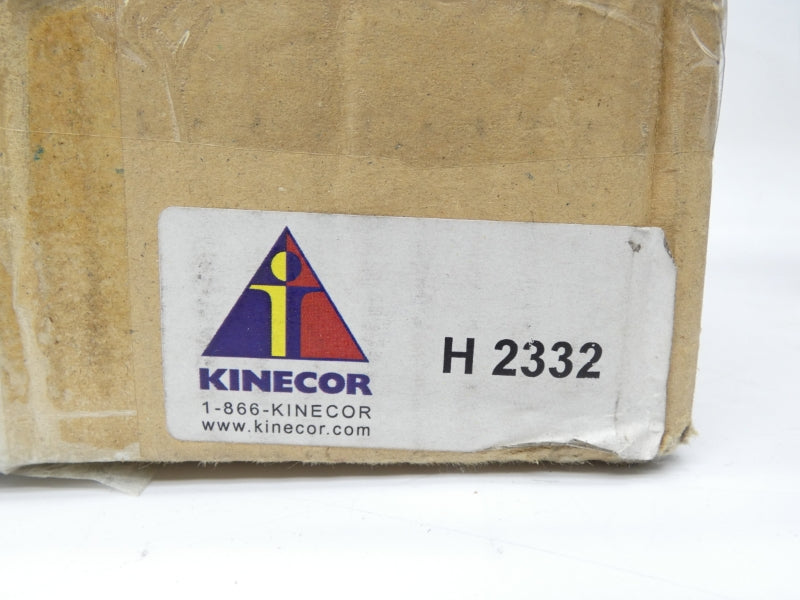 KINECOR
1-866-KINECOR
www.kinecor.com
H 2332